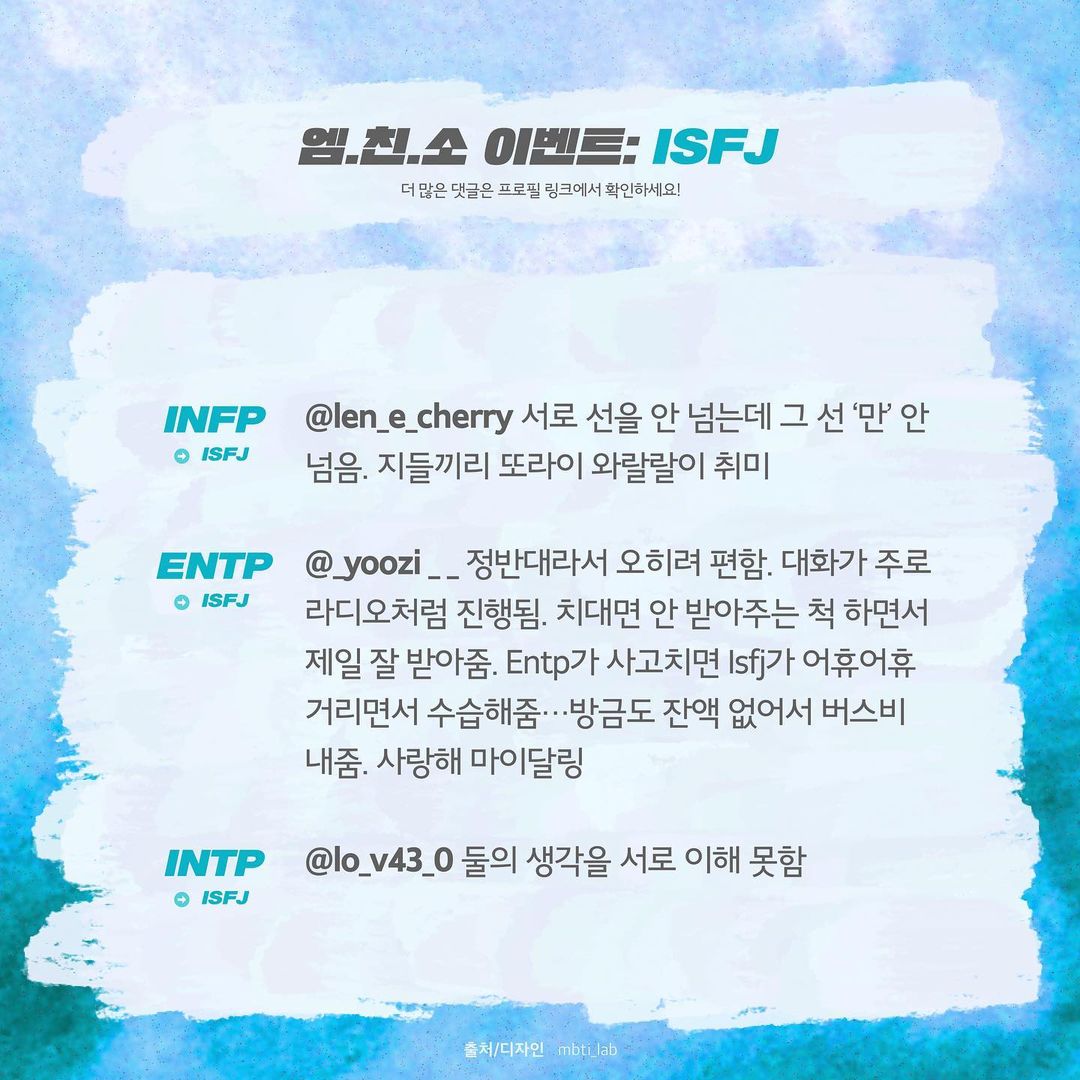 엠.친.소 이벤트: ISFJ
더 많은 댓글은 프로필 링크에서 확인하세요!
INFP
ISFJ
@len_e_cherry 서로 선을 안 넘는데 그 선 ‘만’ 안
넘음. 지들끼리 또라이 와랄랄이 취미
ENTP
ISFJ
@_yoozi _ _ 정반대라서 오히려 편함. 대화가 주로
라디오처럼 진행됨. 치대면 안 받아주는 척 하면서
제일 잘 받아줌. Entp가 사고치면 Isfj가 어휴어휴
거리면서 수습해줌…방금도 잔액 없어서 버스비
내줌. 사랑해 마이달링
INTP
ISFJ
@lo_v43_0 둘의 생각을 서로 이해 못함
출처/디자인 mbti_lab